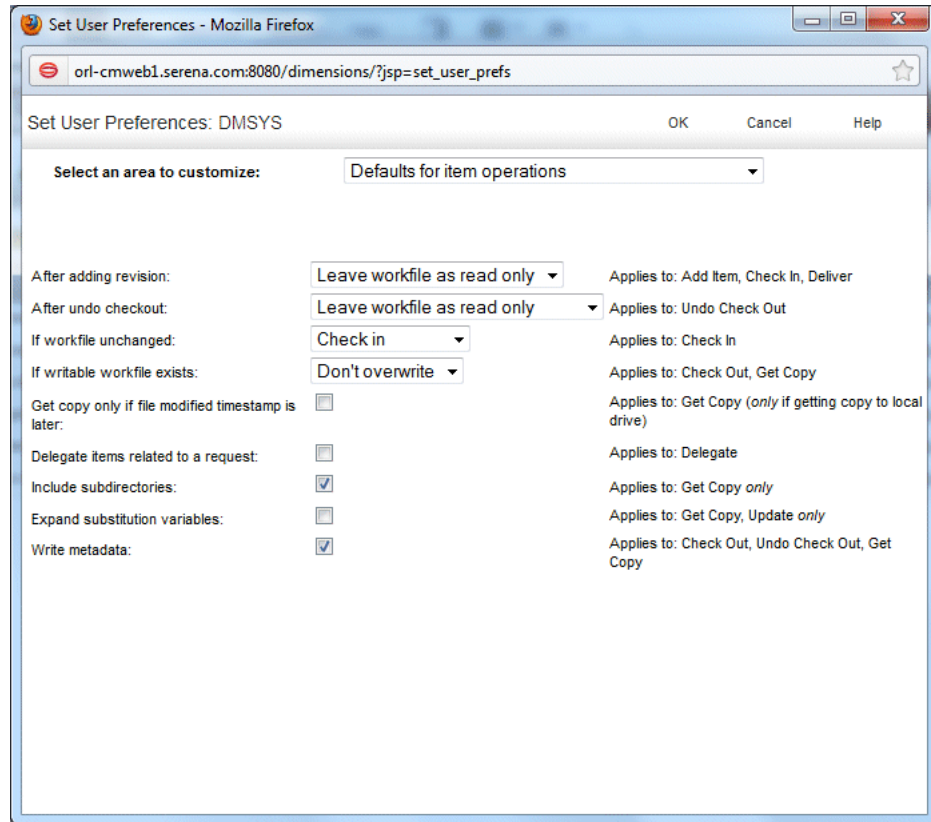 Set User Preferences - Mozilla Firefox
orl-cmweb1.serena.com:8080/dimensions/?jsp=set_user_prefs
Set User Preferences: DMSYS OK Cancel Help
Select an area to customize: Defaults for item operations
After adding revision: Leave workfile as read only Applies to: Add Item, Check In, Deliver
After undo checkout: Leave workfile as read only Applies to: Undo Check Out
If workfile unchanged: Check in Applies to: Check In
If writable workfile exists: Don't overwrite Applies to: Check Out, Get Copy
Get copy only if file modified timestamp is Applies to: Get Copy (only if getting copy to local
later: drive)
Delegate items related to a request: Applies to: Delegate
Include subdirectories: Applies to: Get Copy only
Expand substitution variables: Applies to: Get Copy, Update only
Write metadata: Applies to: Check Out, Undo Check Out, Get
Copy